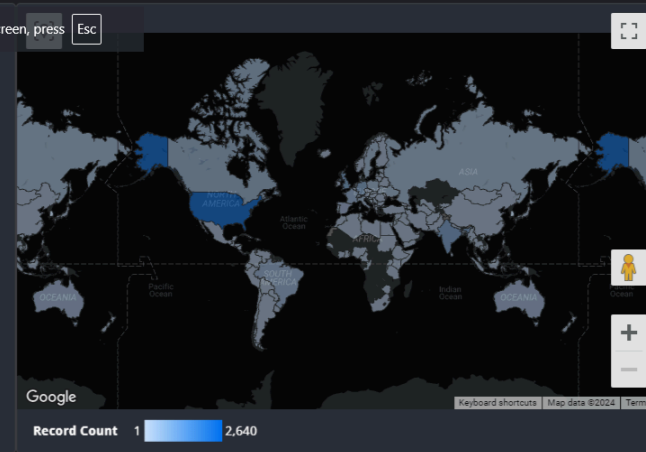 reen, press Esc
ASIA
NORTH
AMERICA
Atlantic
Ocean
AFRICA
SOUTH
AMERICA
Pacific
Ocean
Indian
Ocean
OCEANIA
OCEANIA
Ocean
Google
Keyboard shortcuts
Map data ©2024
Term
Record Count 1 2,640